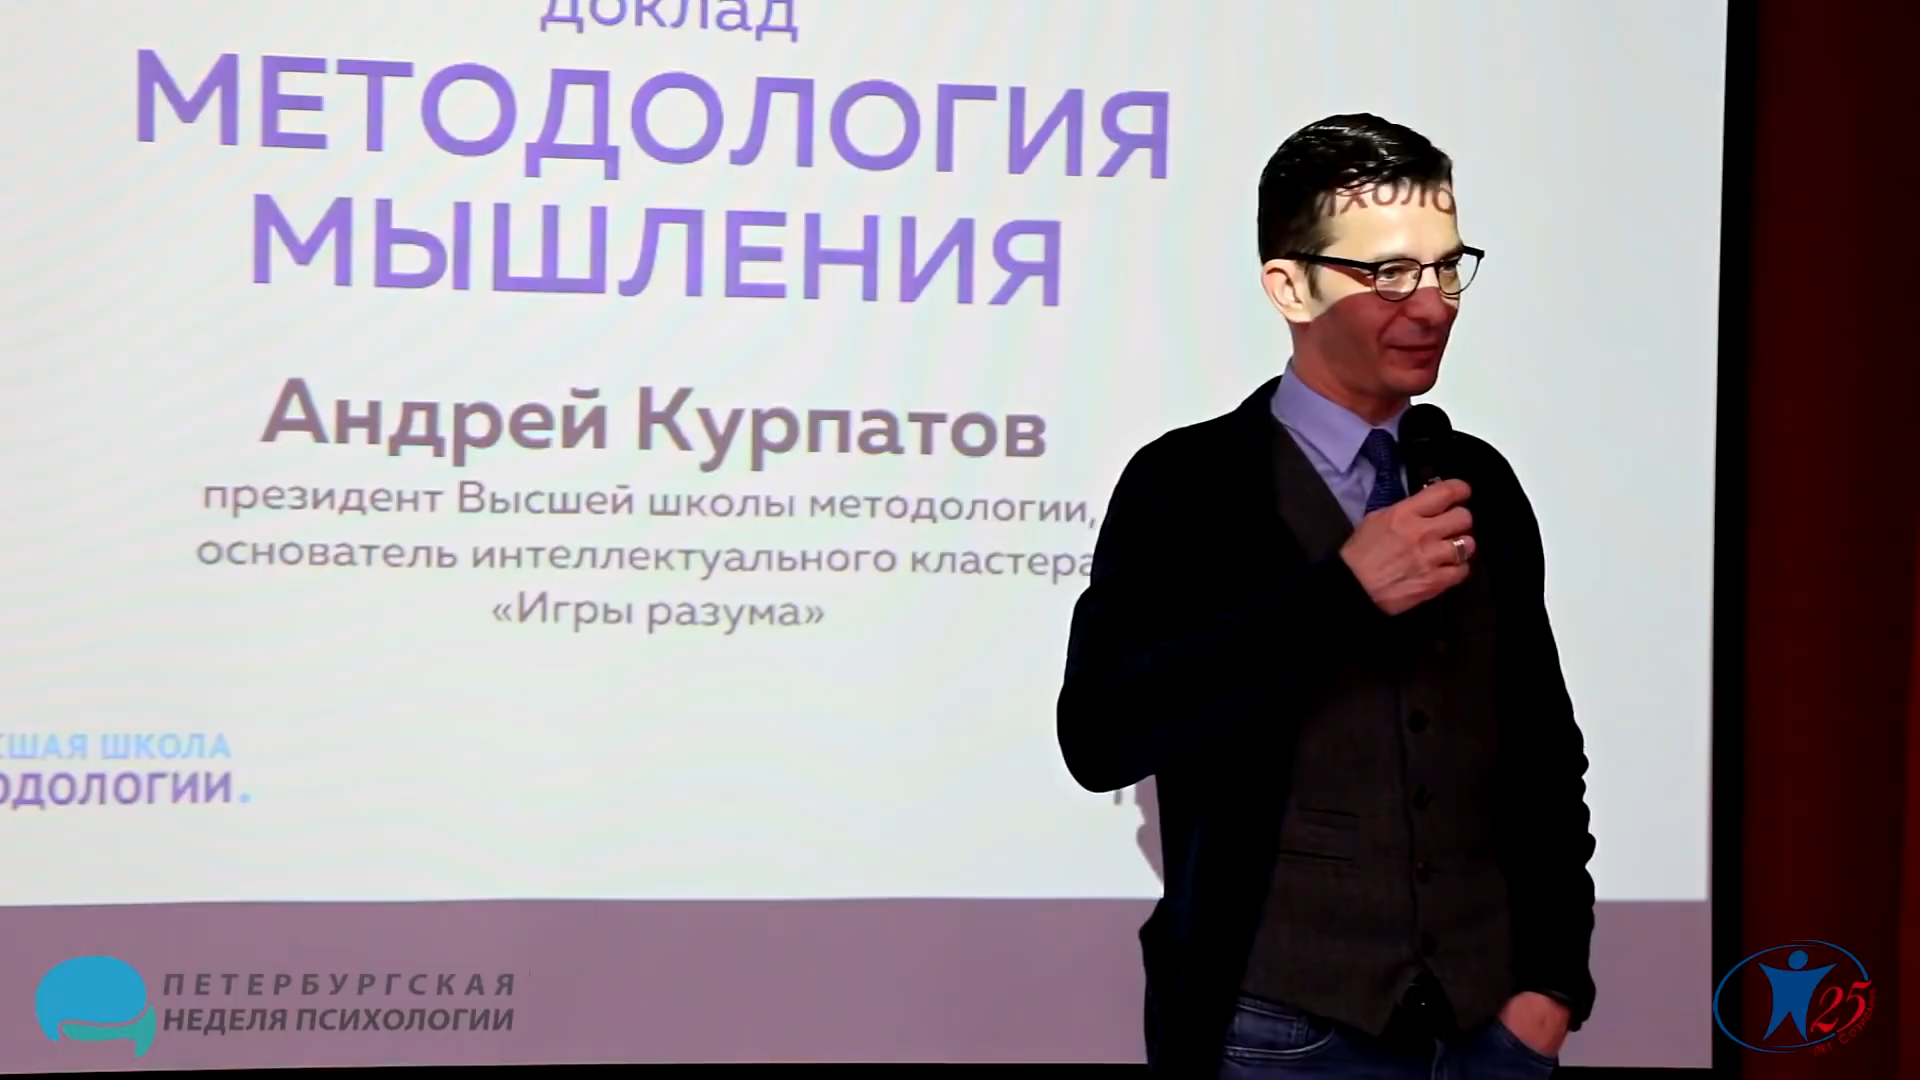 доклад
МЕТОДОЛОГИЯ
МЫШЛЕНИЯ
Андрей Курпатов
президент Высшей школы методологии,
основатель интеллектуального кластера
«Игры разума»
ШАЯ ШКОЛА
ОДОЛОГИИ.
ПЕТЕРБУРГСКАЯ
НЕДЕЛЯ ПСИХОЛОГИИ
ИХОЛО
25